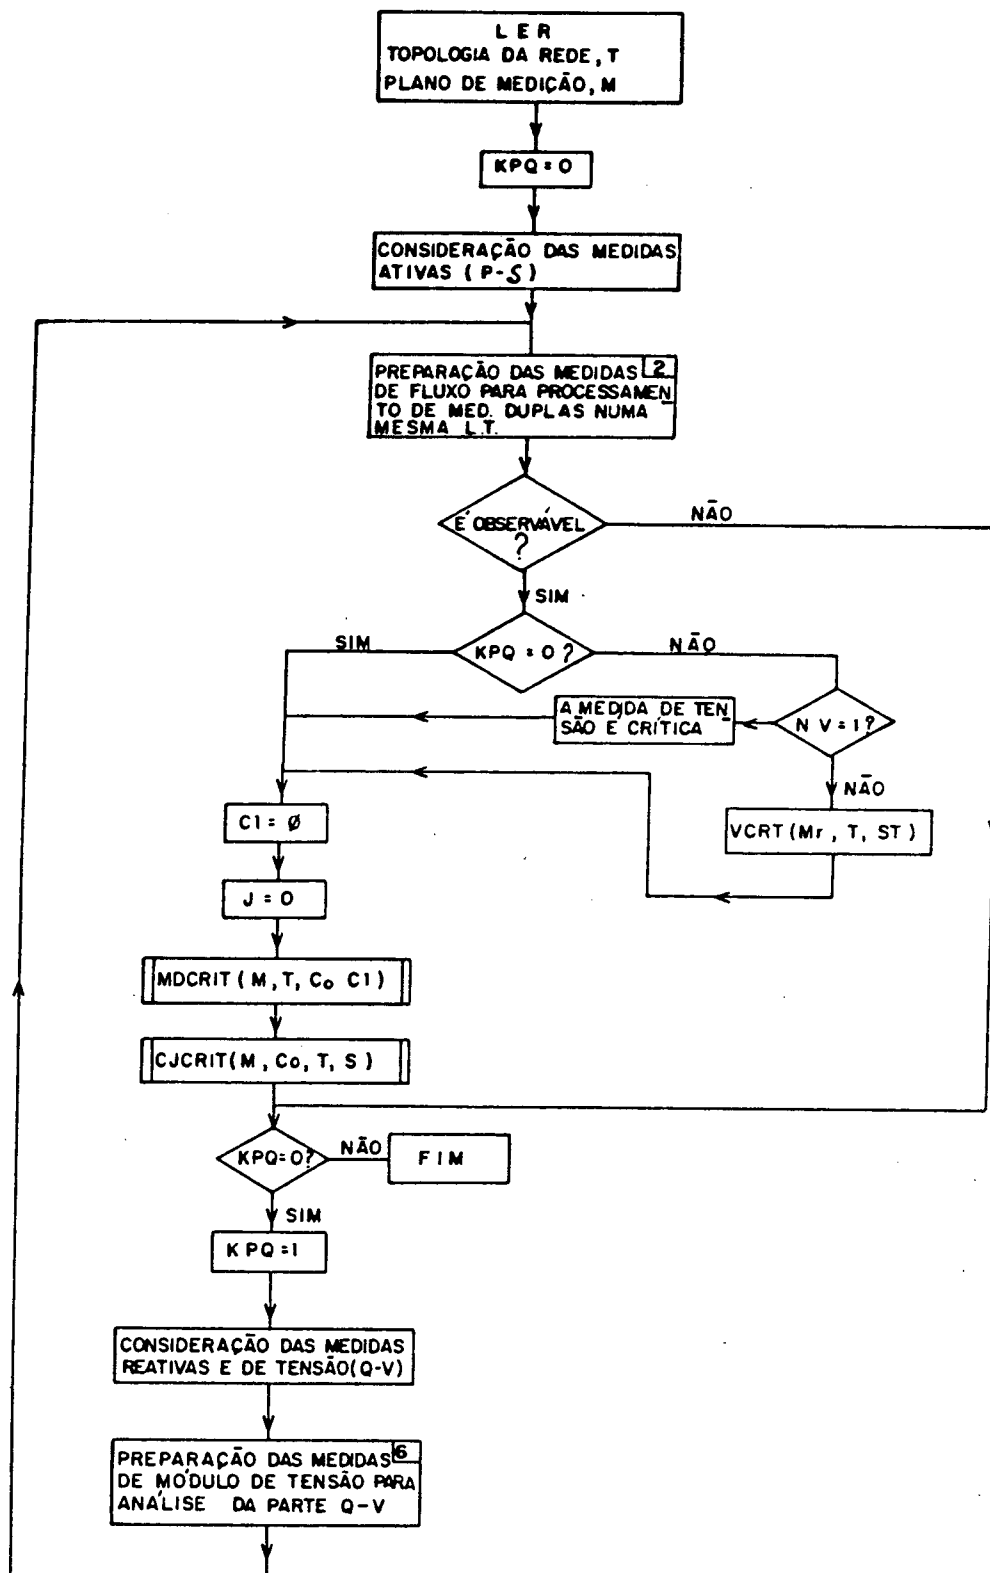 LER
TOPOLOGIA DA REDE, T
PLANO DE MEDIÇÃO, M
KPQ = 0
CONSIDERAÇÃO DAS MEDIDAS
ATIVAS (P-δ)
PREPARAÇÃO DAS MEDIDAS 2
DE FLUXO PARA PROCESSAMEN
TO DE MED. DUPLAS NUMA
MESMA L.T.
É OBSERVÁVEL
?
NÃO
SIM
SIM
KPQ = 0?
NÃO
A MEDIDA DE TEN
SÃO É CRÍTICA
NV=1?
NÃO
C1= Ø
VCRT(Mr, T, ST)
J = 0
MDCRIT(M,T, Co C1)
CJCRIT(M, Co, T, S)
KPQ=0?
NÃO
FIM
SIM
KPQ=1
CONSIDERAÇÃO DAS MEDIDAS
REATIVAS E DE TENSÃO(Q-V)
PREPARAÇÃO DAS MEDIDAS 6
DE MÓDULO DE TENSÃO PARA
ANÁLISE DA PARTE Q-V